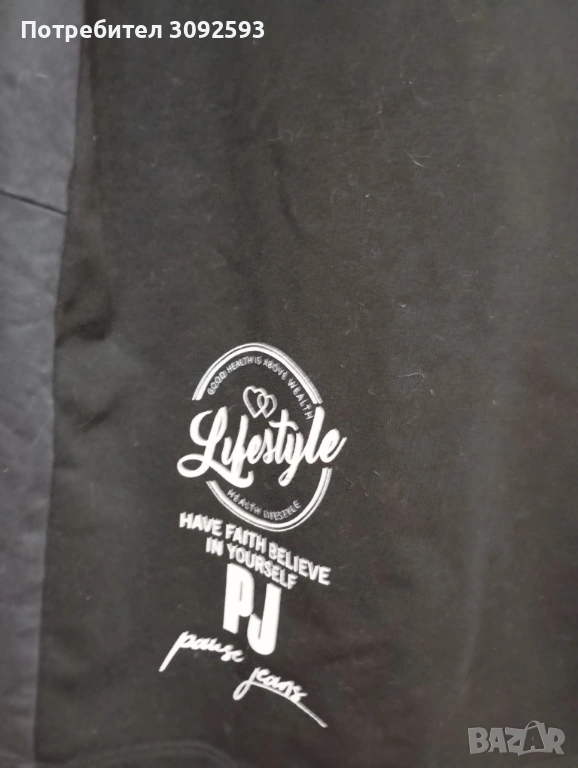 Потребител 3092593
GOOD HEALTH IS ABOVE WEALTH
Lifestyle
HEALTH LIFESTYLE
HAVE FAITH BELIEVE
IN YOURSELF
PJ
pause jeans
BAZAR